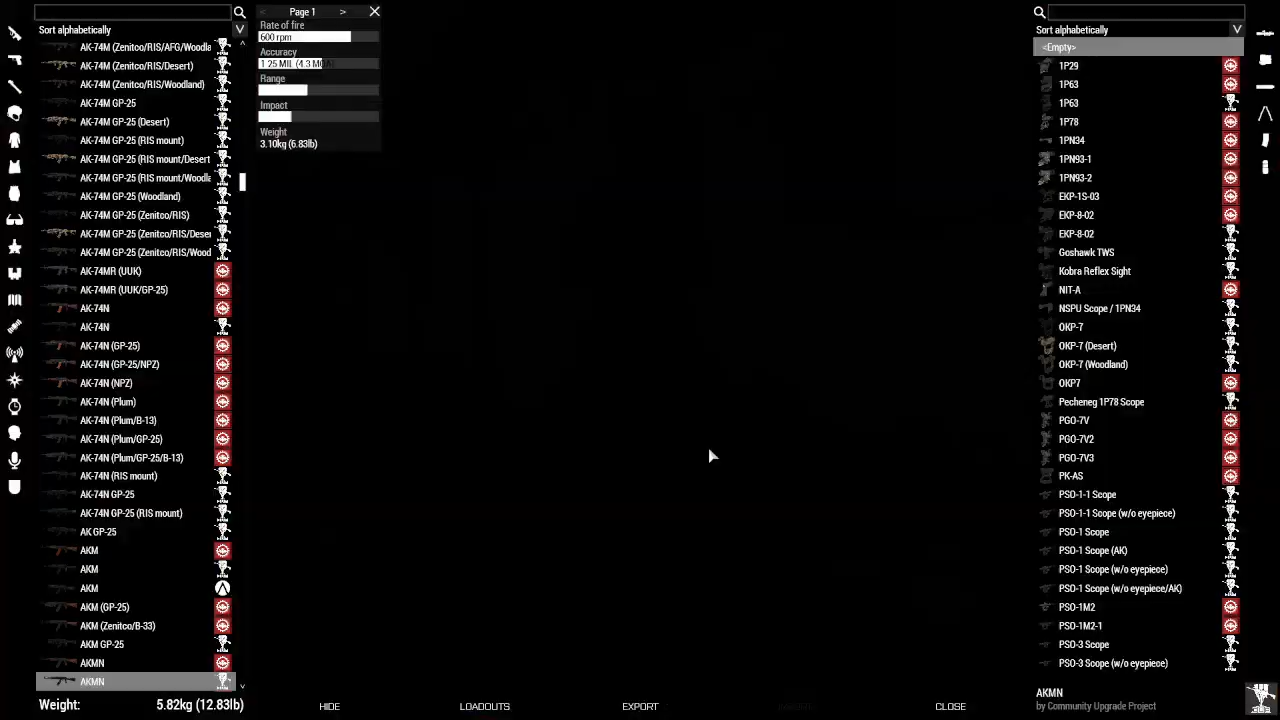 Sort alphabetically
AK-74M (Zenitco/RIS/AFG/Woodla
AK-74M (Zenitco/RIS/Desert)
AK-74M (Zenitco/RIS/Woodland)
AK-74M GP-25
AK-74M GP-25 (Desert)
AK-74M GP-25 (RIS mount)
AK-74M GP-25 (RIS mount/Desert
AK-74M GP-25 (RIS mount/Woodla
AK-74M GP-25 (Woodland)
AK-74M GP-25 (Zenitco/RIS)
AK-74M GP-25 (Zenitco/RIS/Deser
AK-74M GP-25 (Zenitco/RIS/Wood
AK-74MR (UUK)
AK-74MR (UUK/GP-25)
AK-74N
AK-74N
AK-74N (GP-25)
AK-74N (GP-25/NPZ)
AK-74N (NPZ)
AK-74N (Plum)
AK-74N (Plum/B-13)
AK-74N (Plum/GP-25)
AK-74N (Plum/GP-25/B-13)
AK-74N (RIS mount)
AK-74N GP-25
AK-74N GP-25 (RIS mount)
AK GP-25
AKM
AKM
AKM
AKM (GP-25)
AKM (Zenitco/B-33)
AKM GP-25
AKMN
AKMN
Weight: 5.82kg (12.83lb)
< Page 1 >
Rate of fire
600 rpm
Accuracy
1.25 MIL (4.3 MOA)
Range
Impact
Weight
3.10kg (6.83lb)
HIDE
LOADOUTS
EXPORT
CLOSE
Sort alphabetically
<Empty>
1P29
1P63
1P63
1P78
1PN34
1PN93-1
1PN93-2
EKP-1S-03
EKP-8-02
EKP-8-02
Goshawk TWS
Kobra Reflex Sight
NIT-A
NSPU Scope / 1PN34
OKP-7
OKP-7 (Desert)
OKP-7 (Woodland)
OKP7
Pecheneg 1P78 Scope
PGO-7V
PGO-7V2
PGO-7V3
PK-AS
PSO-1-1 Scope
PSO-1-1 Scope (w/o eyepiece)
PSO-1 Scope
PSO-1 Scope (AK)
PSO-1 Scope (w/o eyepiece)
PSO-1 Scope (w/o eyepiece/AK)
PSO-1M2
PSO-1M2-1
PSO-3 Scope
PSO-3 Scope (w/o eyepiece)
AKMN
by Community Upgrade Project